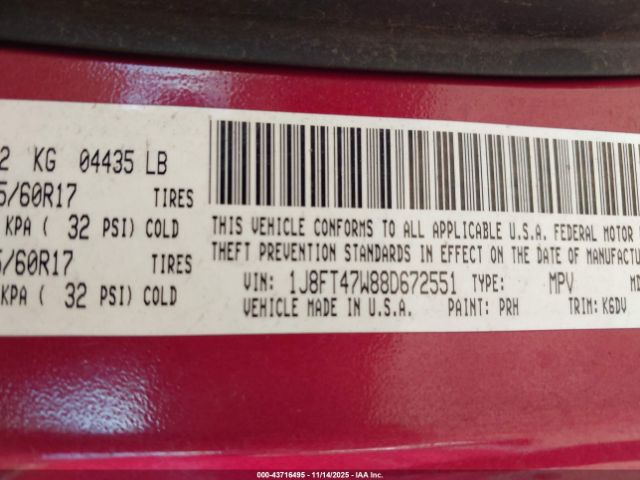 2 KG 04435 LB
5/60R17 TIRES
KPA ( 32 PSI) COLD
5/60R17 TIRES
KPA ( 32 PSI) COLD
THIS VEHICLE CONFORMS TO ALL APPLICABLE U.S.A. FEDERAL MOTOR
THEFT PREVENTION STANDARDS IN EFFECT ON THE DATE OF MANUFACTU
VIN: 1J8FT47W88D672551 TYPE: MPV MD
VEHICLE MADE IN U.S.A. PAINT: PRH TRIM: K6DV
000-43716495 - 11/14/2025 - IAA Inc.